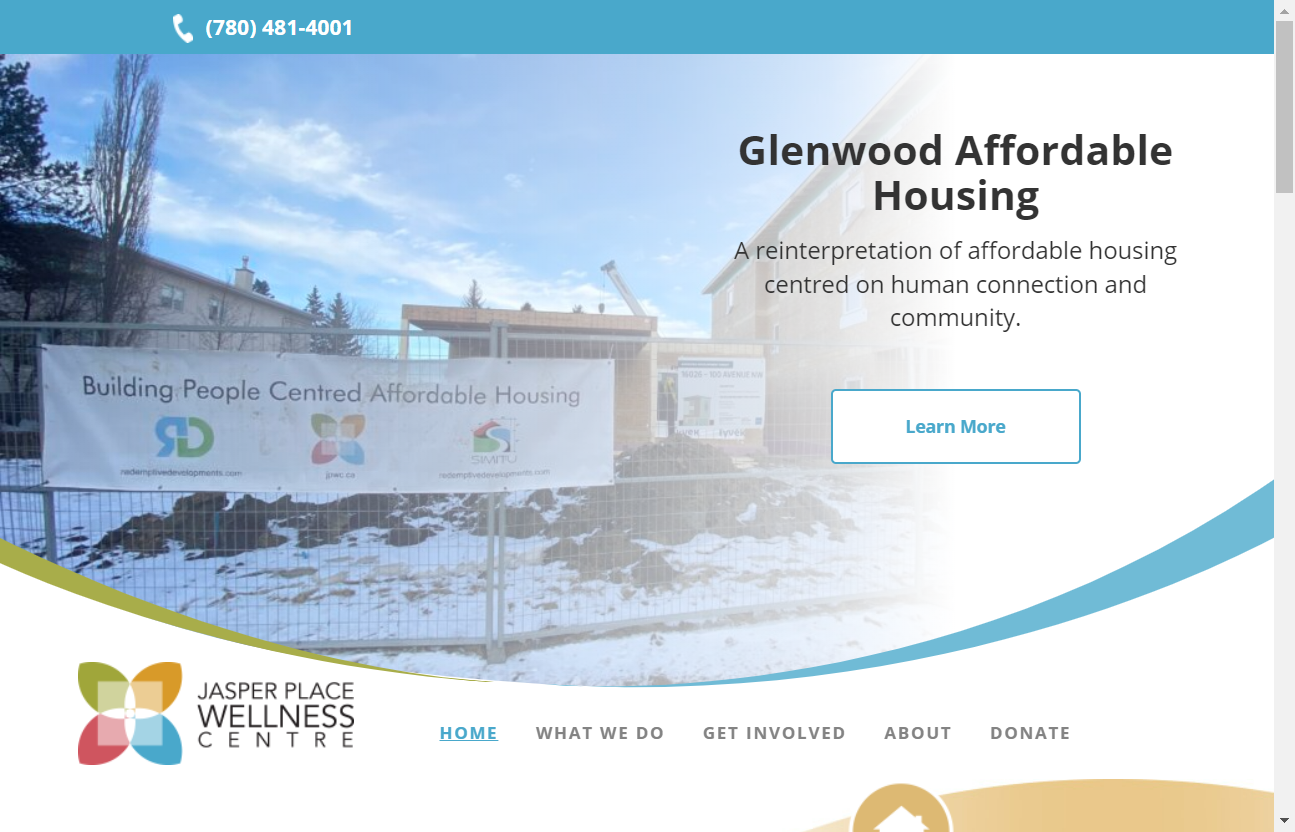 (780) 481-4001
Glenwood Affordable
Housing
A reinterpretation of affordable housing
centred on human connection and
community.
Learn More
Building People Centred Affordable Housing
RD
SIMITU
redemptivedevelopments.com
jpwc.ca
redemptivedevelopments.com
16026 - 100 AVENUE NW
JASPER PLACE
WELLNESS
CENTRE
HOME
WHAT WE DO
GET INVOLVED
ABOUT
DONATE